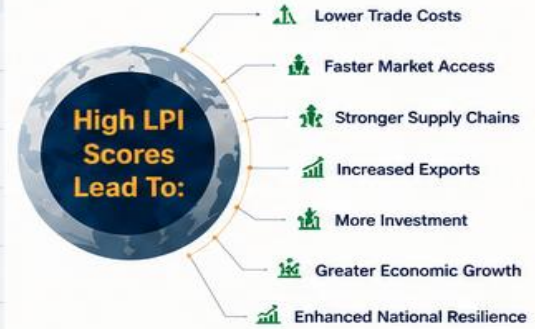 High LPI
Scores
Lead To:
Lower Trade Costs
Faster Market Access
Stronger Supply Chains
Increased Exports
More Investment
Greater Economic Growth
Enhanced National Resilience